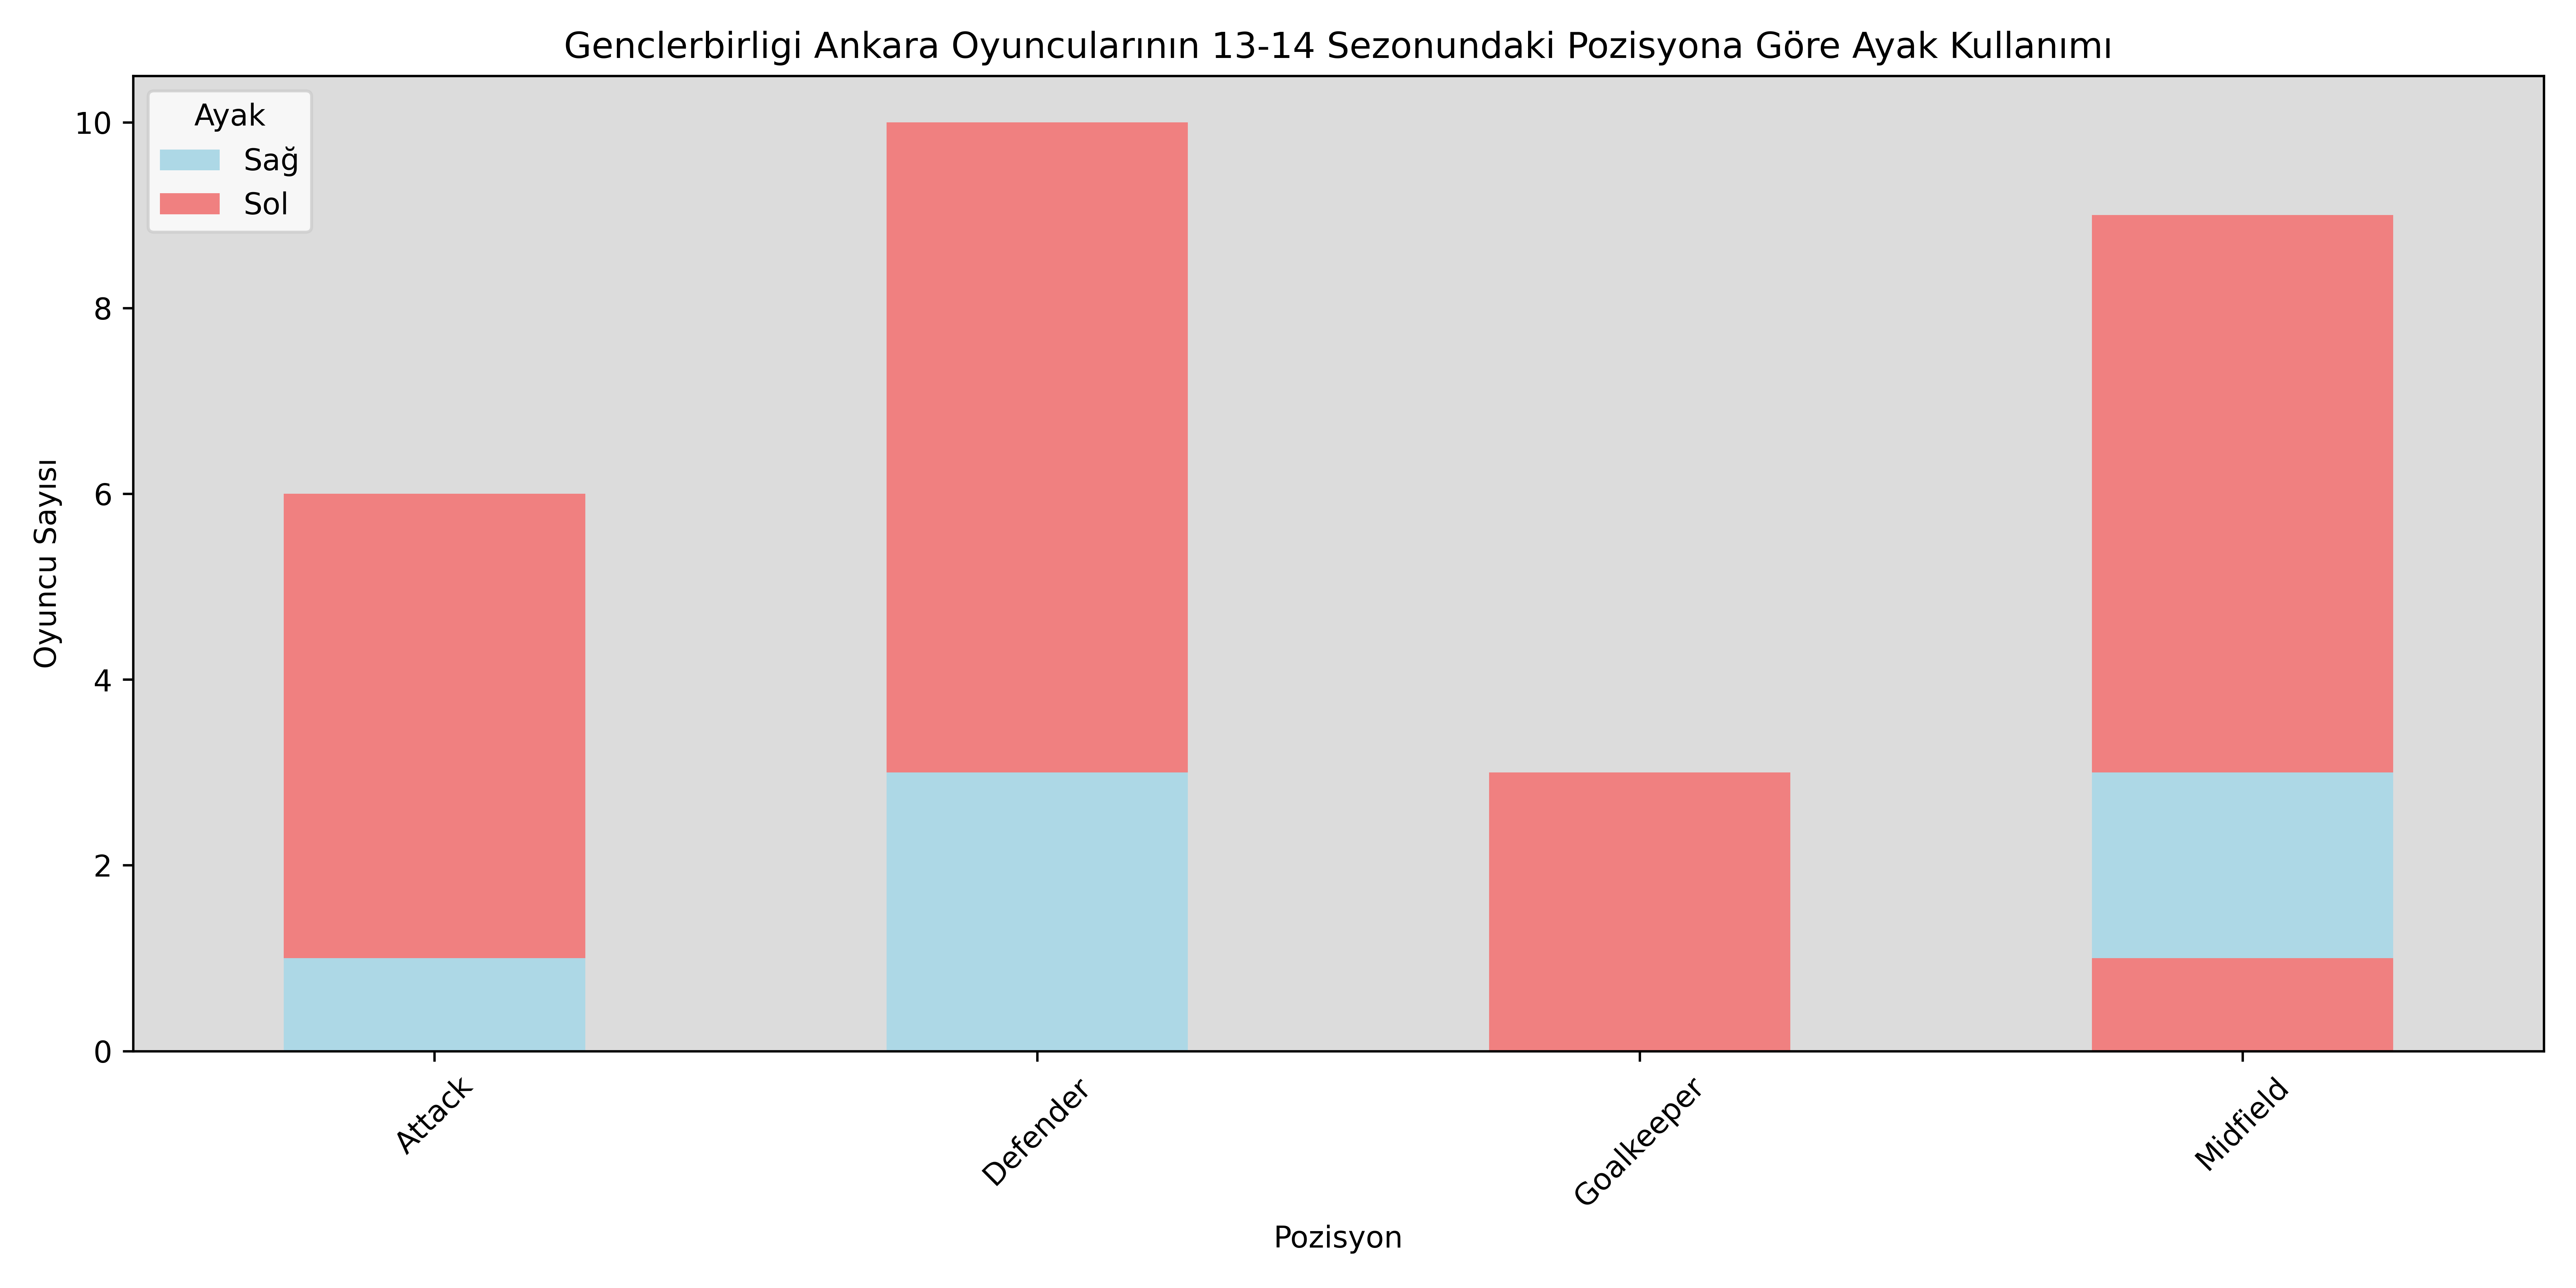 Genclerbirligi Ankara Oyuncularının 13-14 Sezonundaki Pozisyona Göre Ayak Kullanımı
Ayak
Sağ
Sol
Oyuncu Sayısı
10
8
6
4
2
0
Attack
Defender
Goalkeeper
Midfield
Pozisyon